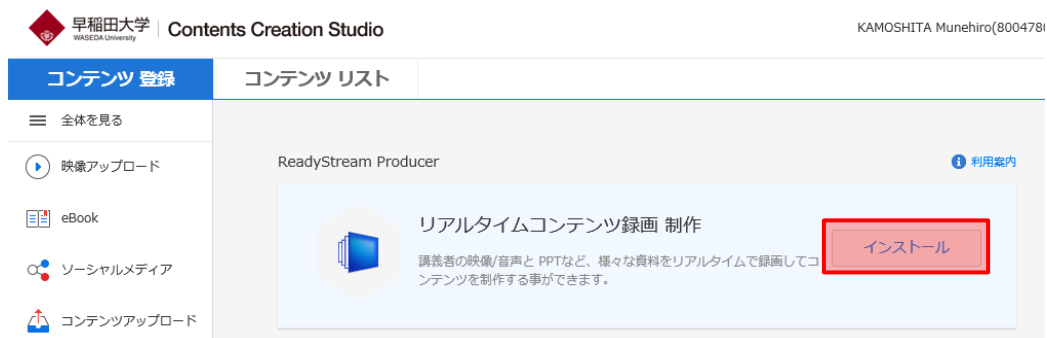 早稲田大学 Contents Creation Studio
WASEDA University
KAMOSHITA Munehiro(8004780
コンテンツ 登録 コンテンツ リスト
全体を見る
映像アップロード
ReadyStream Producer
利用案内
eBook
リアルタイムコンテンツ録画 制作
インストール
講義者の映像/音声と PPTなど、様々な資料をリアルタイムで録画してコ
ンテンツを制作する事ができます。
ソーシャルメディア
コンテンツアップロード